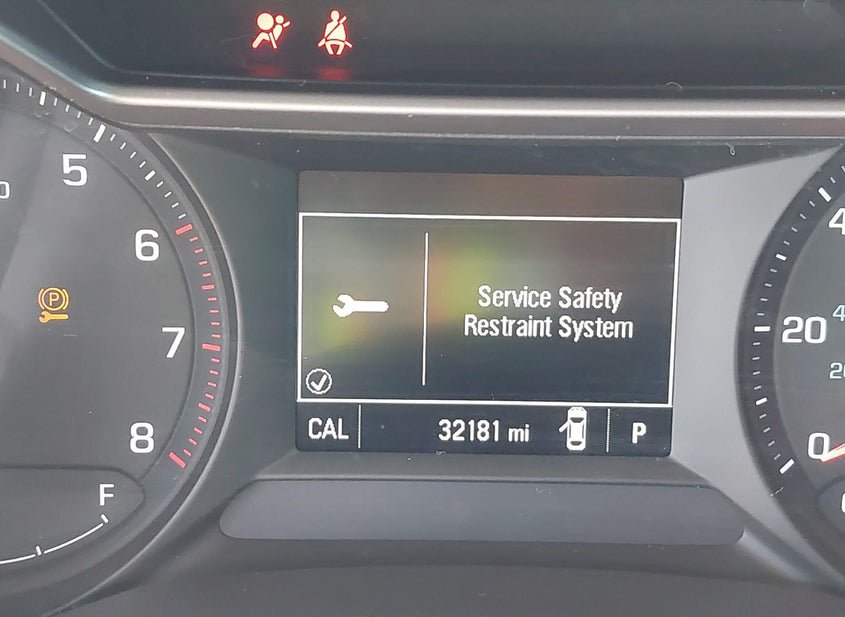 5
6
7
8
F
P
Service Safety
Restraint System
CAL
32181 mi
P
20
0